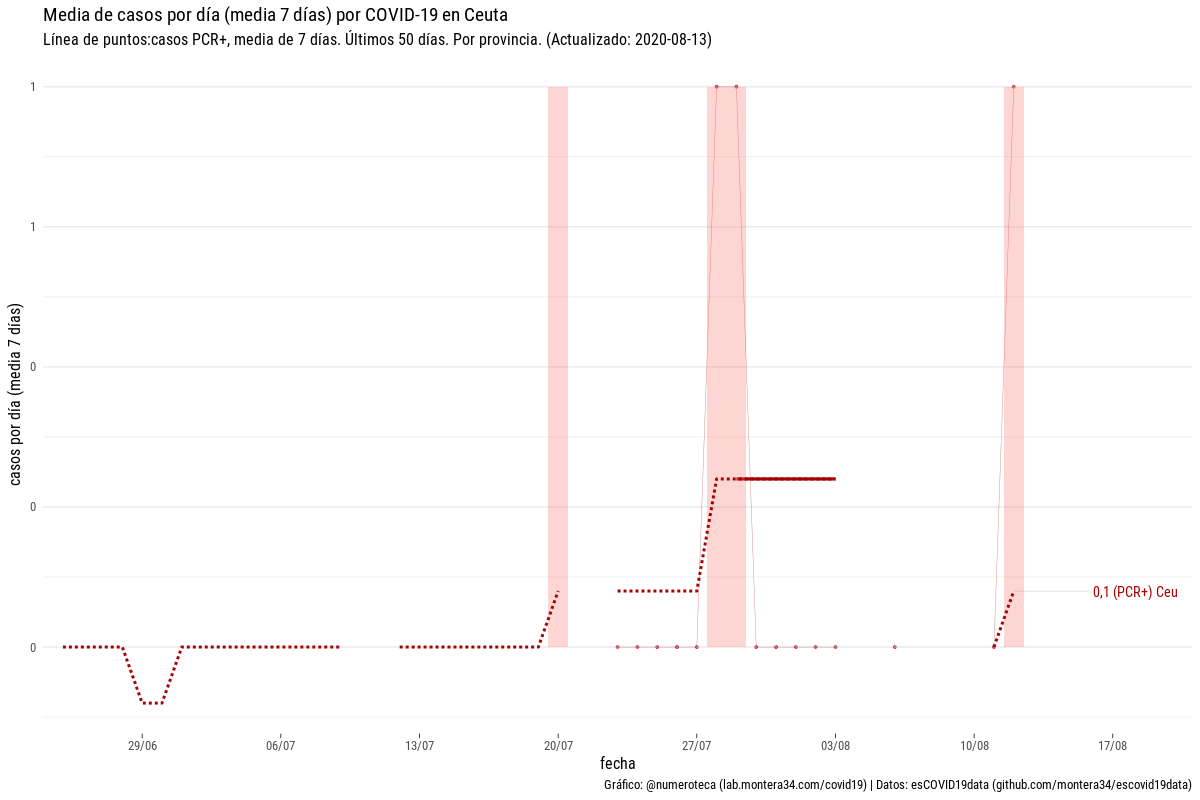 Media de casos por día (media 7 días) por COVID-19 en Ceuta
Línea de puntos:casos PCR+, media de 7 días. Últimos 50 días. Por provincia. (Actualizado: 2020-08-13)
casos por día (media 7 días)
1
1
0
0
0
0,1 (PCR+) Ceu
29/06 06/07 13/07 20/07 27/07 03/08 10/08 17/08
fecha
Gráfico: @numeroteca (lab.montera34.com/covid19) | Datos: esCOVID19data (github.com/montera34/escovid19data)